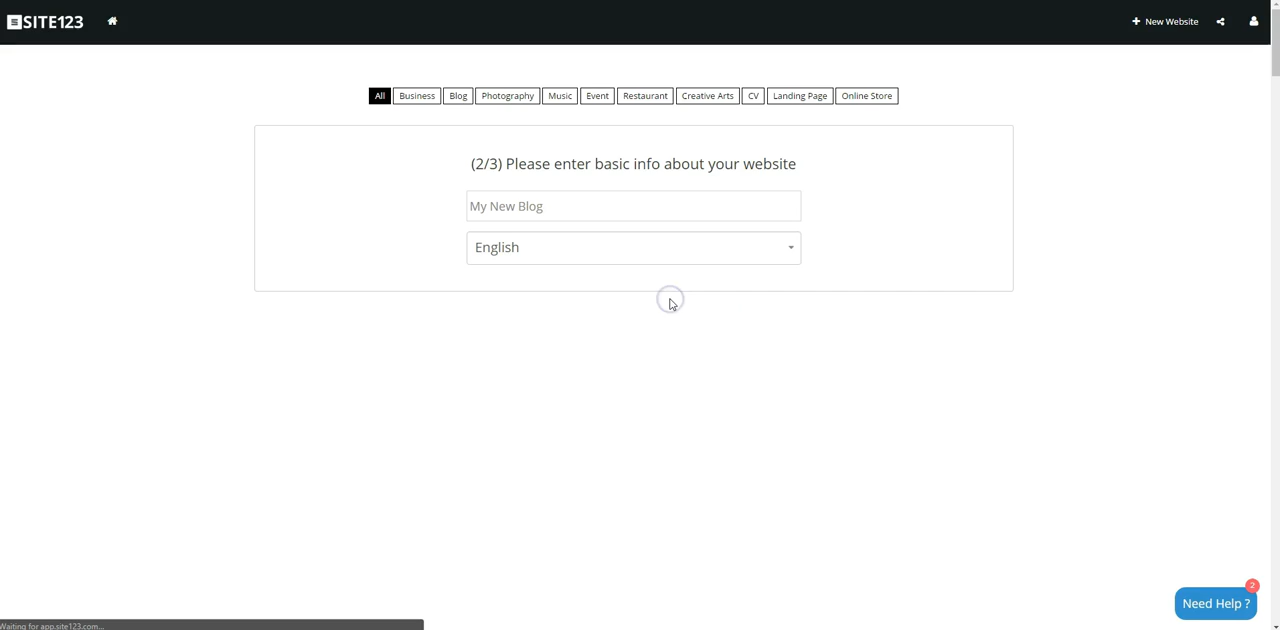 SITE123
New Website
All Business Blog Photography Music Event Restaurant Creative Arts CV Landing Page Online Store
(2/3) Please enter basic info about your website
My New Blog
English
2
Need Help ?
Waiting for app.site123.com...